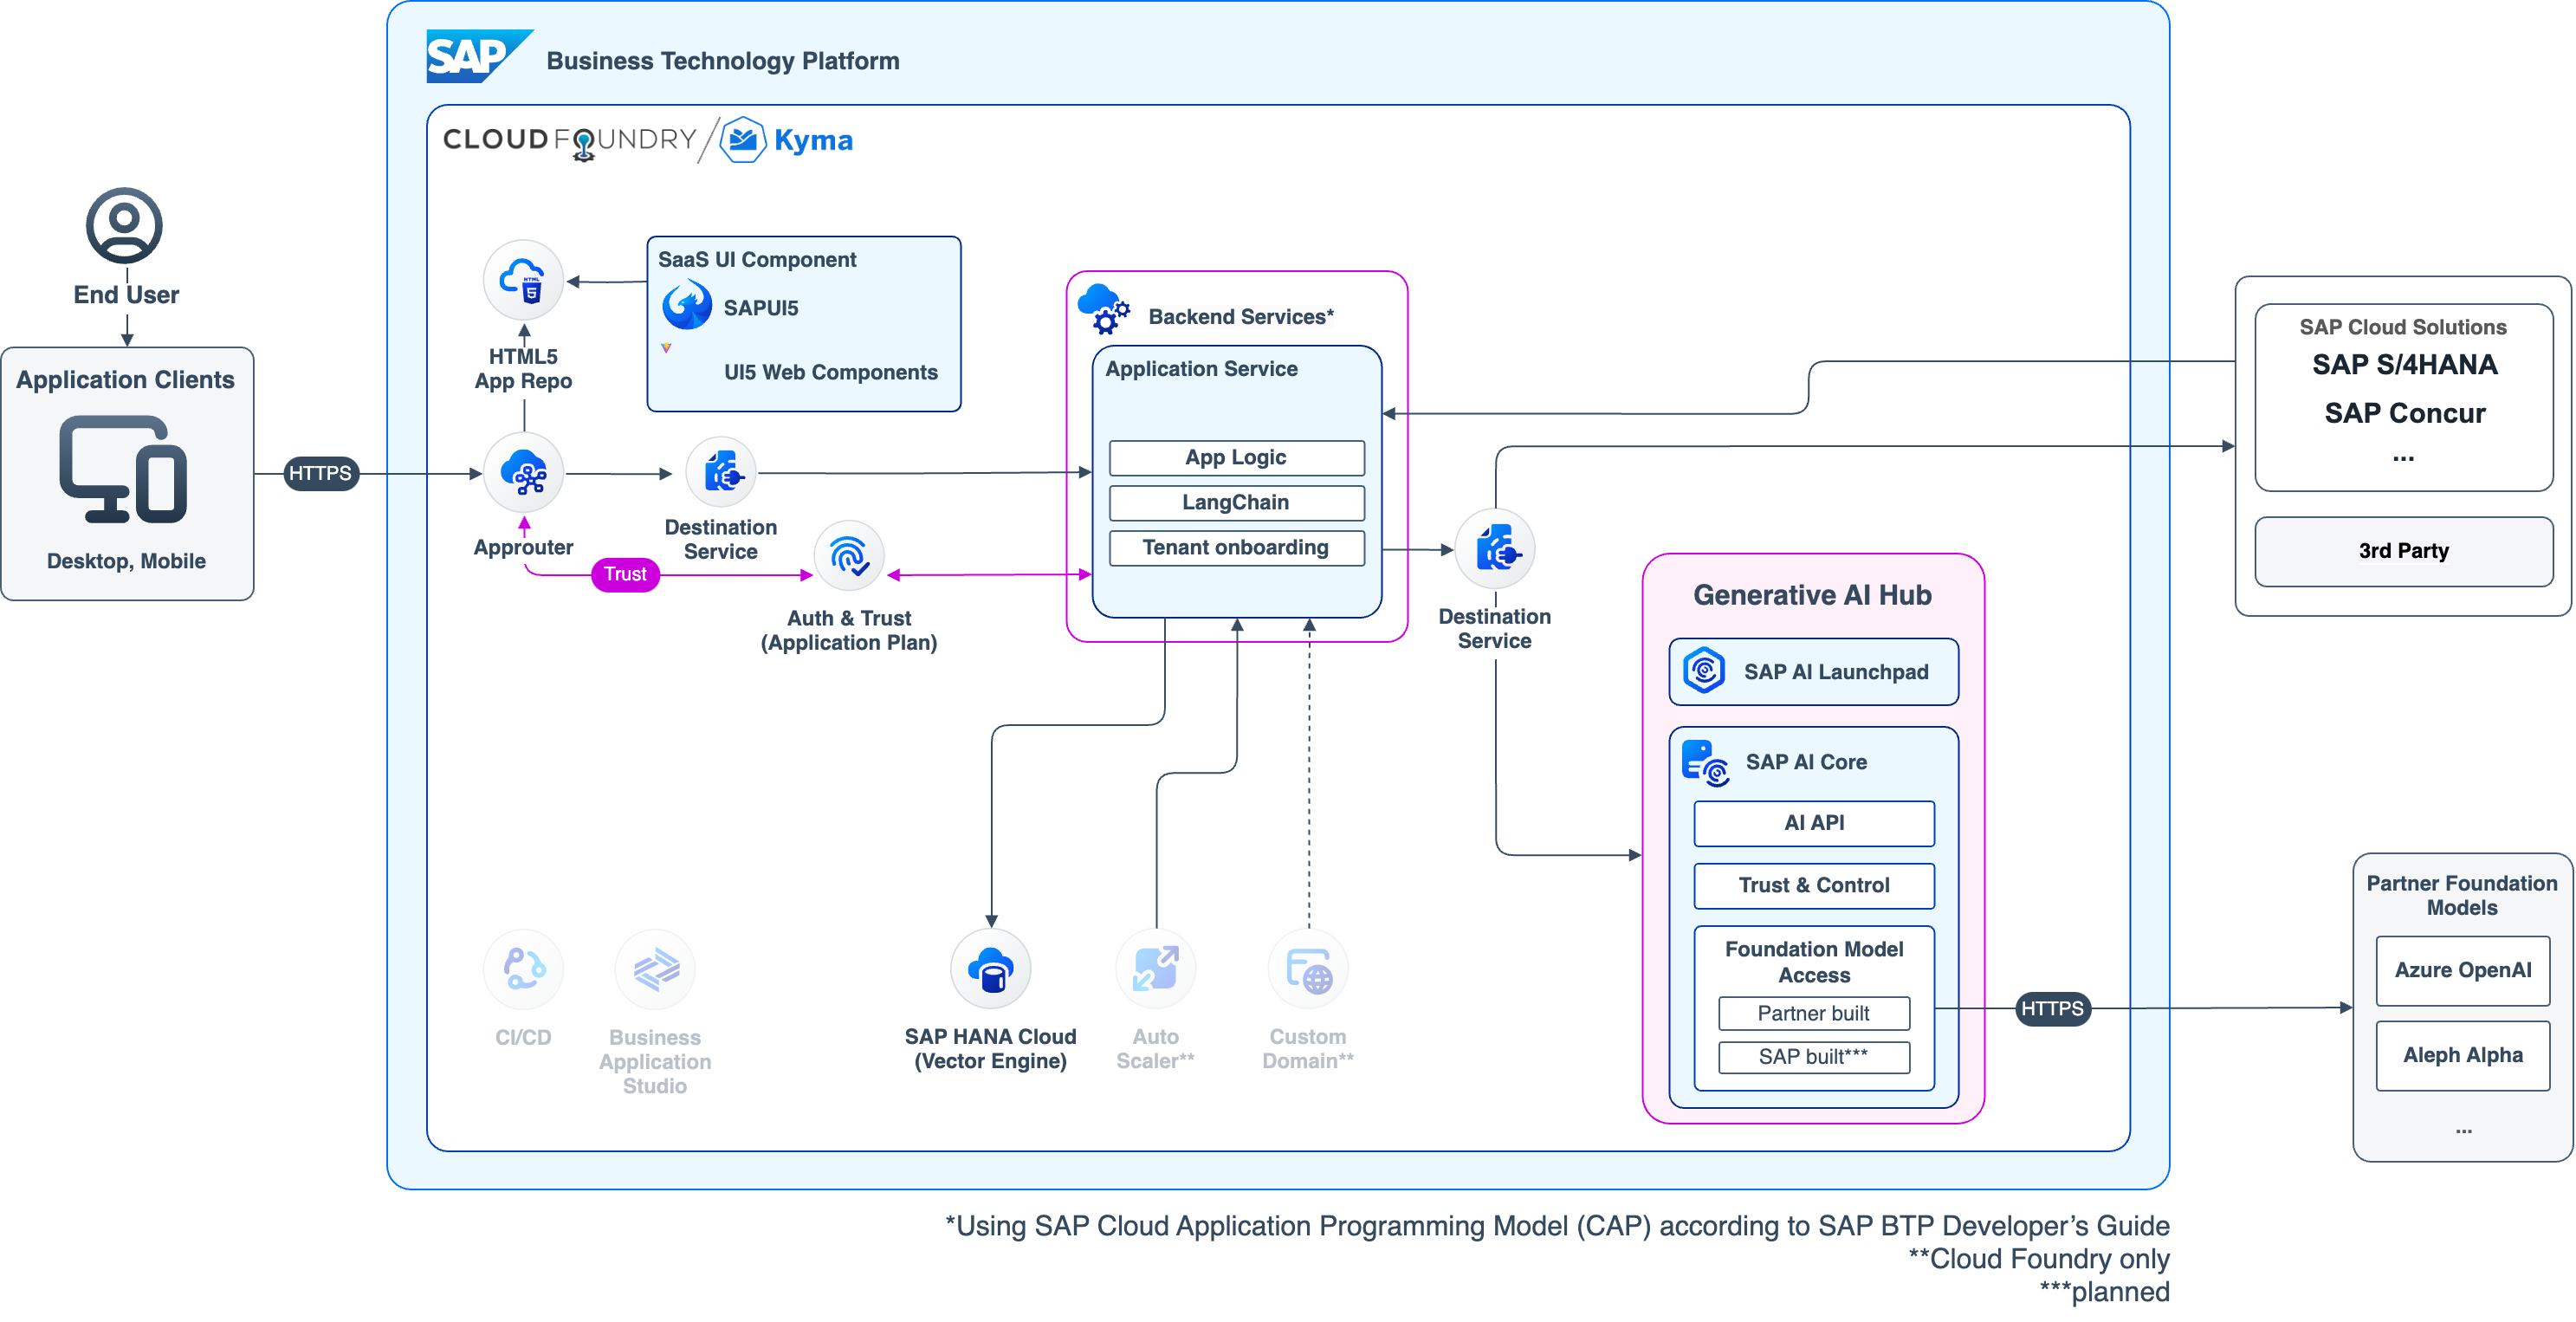 SAP
Business Technology Platform
CLOUD FOUNDRY
Kyma
End User
Application Clients
Desktop, Mobile
HTTPS
HTML
5
HTML5
App Repo
SaaS UI Component
SAPUI5
UI5 Web Components
Approuter
Destination
Service
Trust
Auth & Trust
(Application Plan)
Backend Services*
Application Service
App Logic
LangChain
Tenant onboarding
Destination
Service
SAP Cloud Solutions
SAP S/4HANA
SAP Concur
...
3rd Party
Generative AI Hub
SAP AI Launchpad
SAP AI Core
AI API
Trust & Control
Foundation Model
Access
Partner built
SAP built***
HTTPS
Partner Foundation
Models
Azure OpenAI
Aleph Alpha
...
CI/CD
Business
Application
Studio
SAP HANA Cloud
(Vector Engine)
Auto
Scaler**
Custom
Domain**
*Using SAP Cloud Application Programming Model (CAP) according to SAP BTP Developer’s Guide
**Cloud Foundry only
***planned